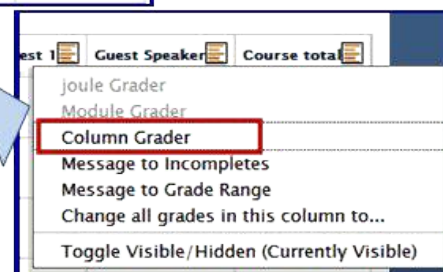 est 1 Guest Speaker Course total
joule Grader
Module Grader
Column Grader
Message to Incompletes
Message to Grade Range
Change all grades in this column to...
Toggle Visible/Hidden (Currently Visible)